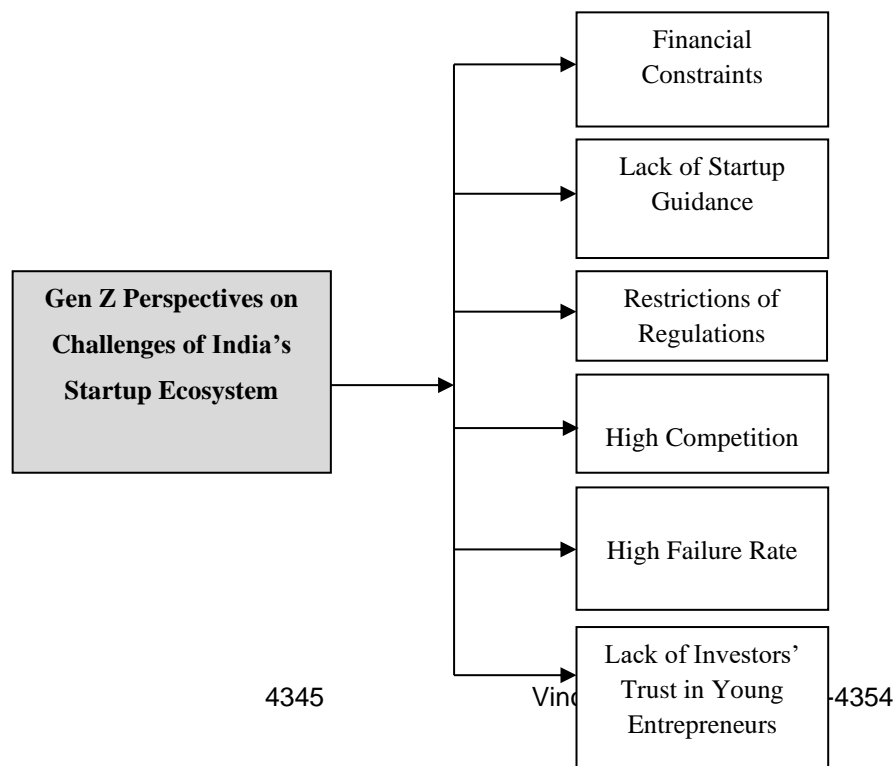 Financial
Constraints
Lack of Startup
Guidance
Gen Z Perspectives on
Challenges of India’s
Startup Ecosystem
Restrictions of
Regulations
High Competition
High Failure Rate
Lack of Investors’
Trust in Young
Entrepreneurs
4345
-4354